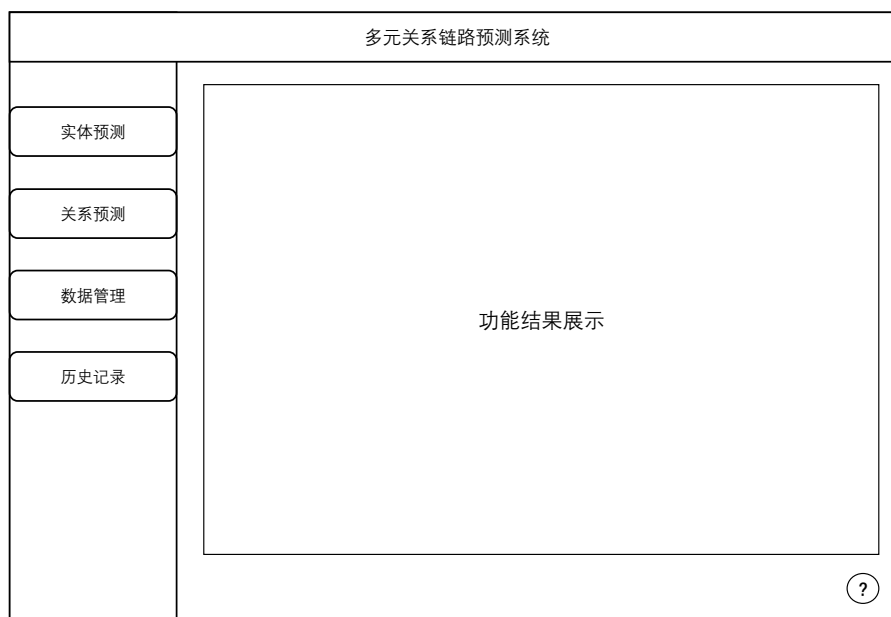 多元关系链路预测系统
实体预测
关系预测
数据管理
历史记录
功能结果展示
?